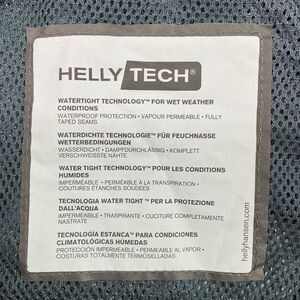 HELLY TECH®
WATERTIGHT TECHNOLOGY™ FOR WET WEATHER
CONDITIONS
WATERPROOF PROTECTION • VAPOUR PERMEABLE • FULLY
TAPED SEAMS
WATERDICHTE TECHNOLOGIE™ FÜR FEUCHNASSE
WETTERBEDINGUNGEN
WASSERDICHT • DAMPFDURCHLÄSSIG • KOMPLETT
VERSCHWEISSTE NÄHTE
WATER TIGHT TECHNOLOGY™ POUR LES CONDITIONS
HUMIDES
IMPERMÉABLE • PERMÉABLE A LA TRANSPIRATION •
COUTURES ÉTANCHES SOUDÉES
TECNOLOGIA WATER TIGHT ™ PER LA PROTEZIONE
DALL'ACQUA
IMPERMEABILE • TRASPIRANTE • CUCITURE COMPLETAMENTE
NASTRATE
TECNOLOGÍA ESTANCA™ PARA CONDICIONES
CLIMATOLÓGICAS HÚMEDAS
PROTECCIÓN IMPERMEABLE • PERMEABLE AL VAPOR •
COSTURAS TOTALMENTE TERMOSELLADAS
hellyhansen.com